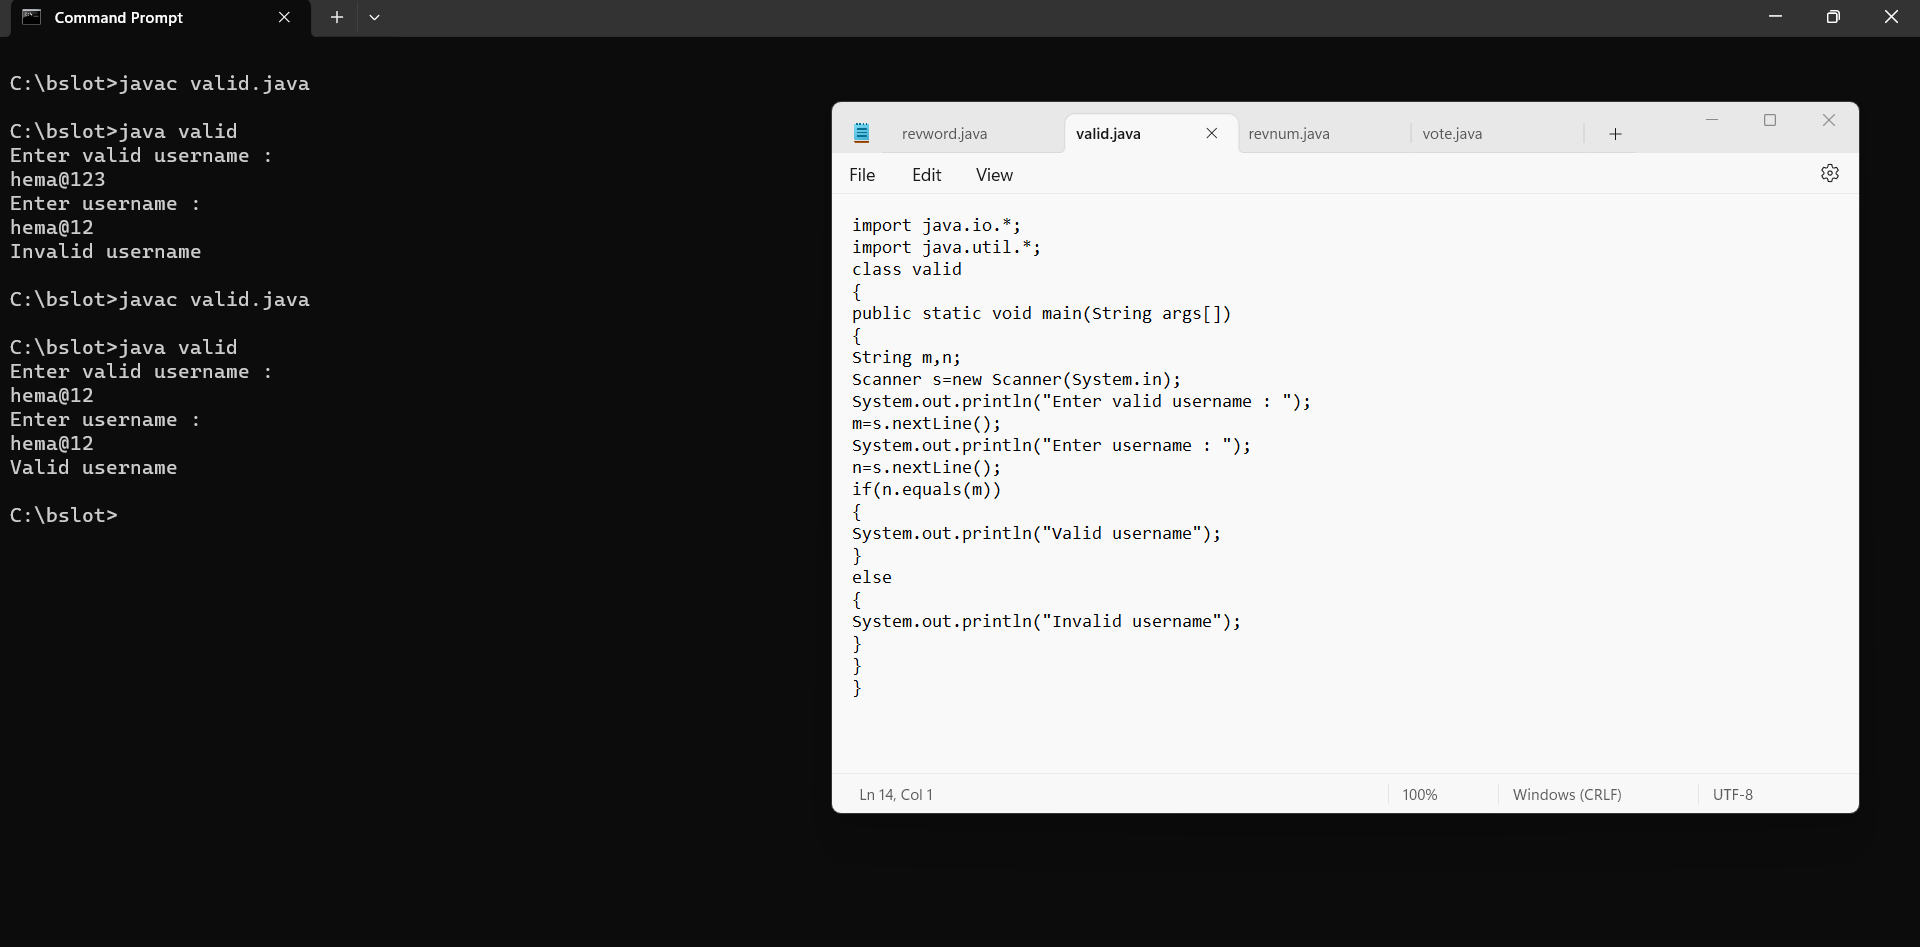 Command Prompt
C:\bslot>javac valid.java
C:\bslot>java valid
Enter valid username :
hema@123
Enter username :
hema@12
Invalid username
C:\bslot>javac valid.java
C:\bslot>java valid
Enter valid username :
hema@12
Enter username :
hema@12
Valid username
C:\bslot>
revword.java valid.java revnum.java vote.java
File Edit View
import java.io.*;
import java.util.*;
class valid
{
public static void main(String args[])
{
String m,n;
Scanner s=new Scanner(System.in);
System.out.println("Enter valid username : ");
m=s.nextLine();
System.out.println("Enter username : ");
n=s.nextLine();
if(n.equals(m))
{
System.out.println("Valid username");
}
else
{
System.out.println("Invalid username");
}
}
}
Ln 14, Col 1 100% Windows (CRLF) UTF-8